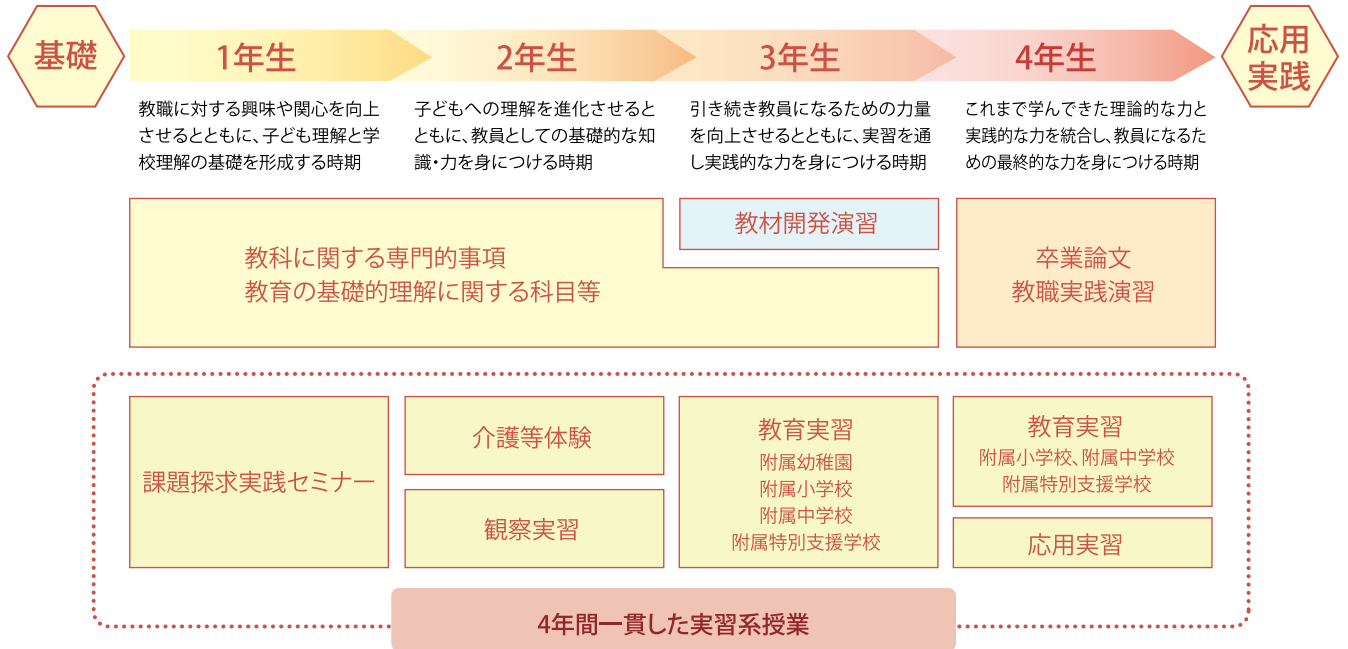 基礎
1年生
2年生
3年生
4年生
応用
実践
教職に対する興味や関心を向上
させるとともに、子ども理解と学
校理解の基礎を形成する時期
子どもへの理解を進化させると
ともに、教員としての基礎的な知
識・力を身につける時期
引き続き教員になるための力量
を向上させるとともに、実習を通
し実践的な力を身につける時期
これまで学んできた理論的な力と
実践的な力を統合し、教員になるた
めの最終的な力を身につける時期
教科に関する専門的事項
教育の基礎的理解に関する科目等
教材開発演習
卒業論文
教職実践演習
課題探求実践セミナー
介護等体験
観察実習
教育実習
附属幼稚園
附属小学校
附属中学校
附属特別支援学校
教育実習
附属小学校、附属中学校
附属特別支援学校
応用実習
4年間一貫した実習系授業